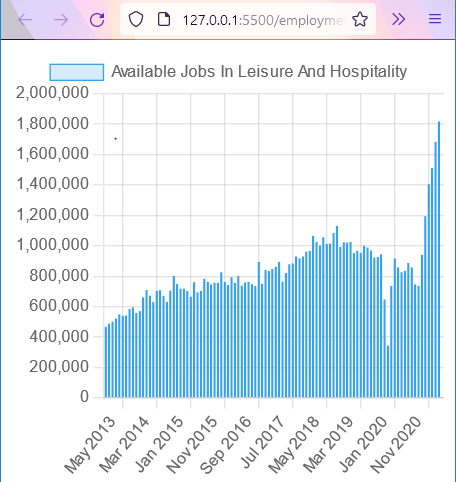 127.0.0.1:5500/employme
Available Jobs In Leisure And Hospitality
2,000,000
1,800,000
1,600,000
1,400,000
1,200,000
1,000,000
800,000
600,000
400,000
200,000
0
May 2013
Mar 2014
Jan 2015
Nov 2015
Sep 2016
Jul 2017
May 2018
Mar 2019
Jan 2020
Nov 2020